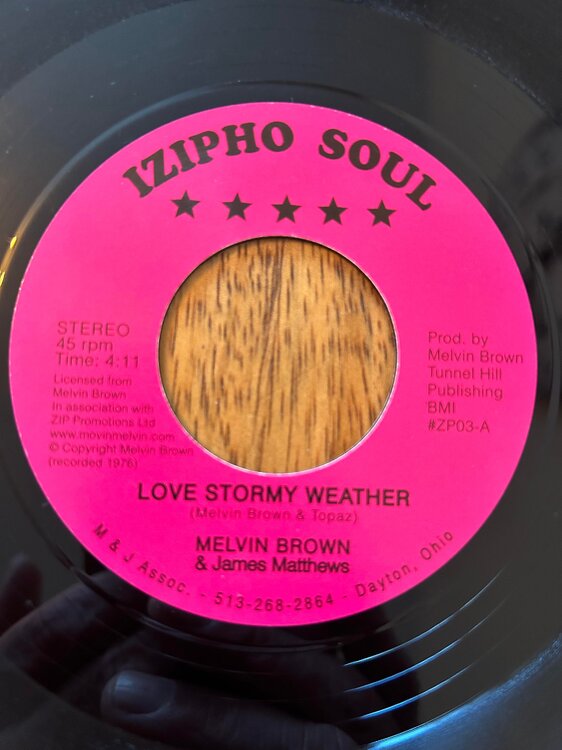 IZIPHO SOUL
STEREO
45 rpm
Time: 4:11
Licensed from
Melvin Brown
In association with
ZIP Promotions Ltd
www.movinmelvin.com
© Copyright Melvin Brown
(recorded 1976)
Prod. by
Melvin Brown
Tunnel Hill
Publishing
BMI
#ZP03-A
LOVE STORMY WEATHER
(Melvin Brown & Topaz)
MELVIN BROWN
& James Matthews
M & J Assoc. - 513-268-2864 - Dayton, Ohio